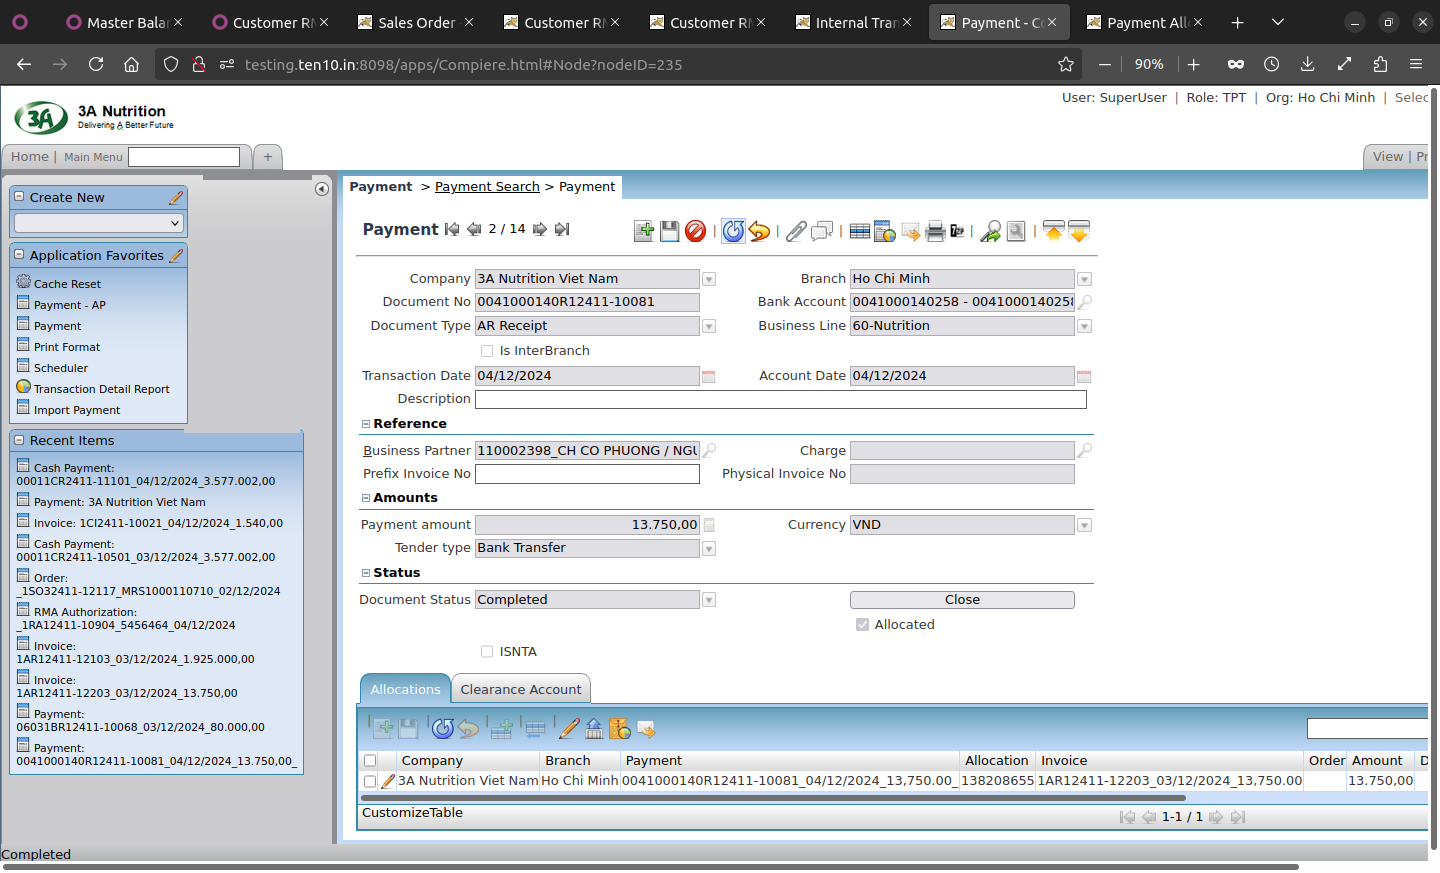 Master Bala
Customer R
Sales Order
Customer RM
Customer RM
Internal Tran
Payment - Co
Payment All
testing.ten10.in:8098/apps/Compiere.html#Node?nodeID=235
90%
User: SuperUser | Role: TPT | Org: Ho Chi Minh | Selec
3A
3A Nutrition
Delivering A Better Future
Home | Main Menu
+
View | Pr
Create New
Application Favorites
Cache Reset
Payment - AP
Payment
Print Format
Scheduler
Transaction Detail Report
Import Payment
Recent Items
Cash Payment:
00011CR2411-11101_04/12/2024_3.577.002,00
Payment: 3A Nutrition Viet Nam
Invoice: 1CI2411-10021_04/12/2024_1.540,00
Cash Payment:
00011CR2411-10501_03/12/2024_3.577.002,00
Order:
_1SO32411-12117_MRS1000110710_02/12/2024
RMA Authorization:
_1RA12411-10904_5456464_04/12/2024
Invoice:
1AR12411-12103_03/12/2024_1.925.000,00
Invoice:
1AR12411-12203_03/12/2024_13.750,00
Payment:
06031BR12411-10068_03/12/2024_80.000,00
Payment:
0041000140R12411-10081_04/12/2024_13.750,00_
Payment > Payment Search > Payment
Payment 2 / 14
Company 3A Nutrition Viet Nam Branch Ho Chi Minh
Document No 0041000140R12411-10081 Bank Account 0041000140258 - 0041000140258
Document Type AR Receipt Business Line 60-Nutrition
Is InterBranch
Transaction Date 04/12/2024 Account Date 04/12/2024
Description
Reference
Business Partner 110002398_CH CO PHUONG / NGU Charge
Prefix Invoice No Physical Invoice No
Amounts
Payment amount 13.750,00 Currency VND
Tender type Bank Transfer
Status
Document Status Completed Close
Allocated
ISNTA
Allocations Clearance Account
Company Branch Payment Allocation Invoice Order Amount D
3A Nutrition Viet Nam Ho Chi Minh 0041000140R12411-10081_04/12/2024_13,750.00_ 138208655 1AR12411-12203_03/12/2024_13,750.00 13.750,00
CustomizeTable
1-1 / 1
Completed